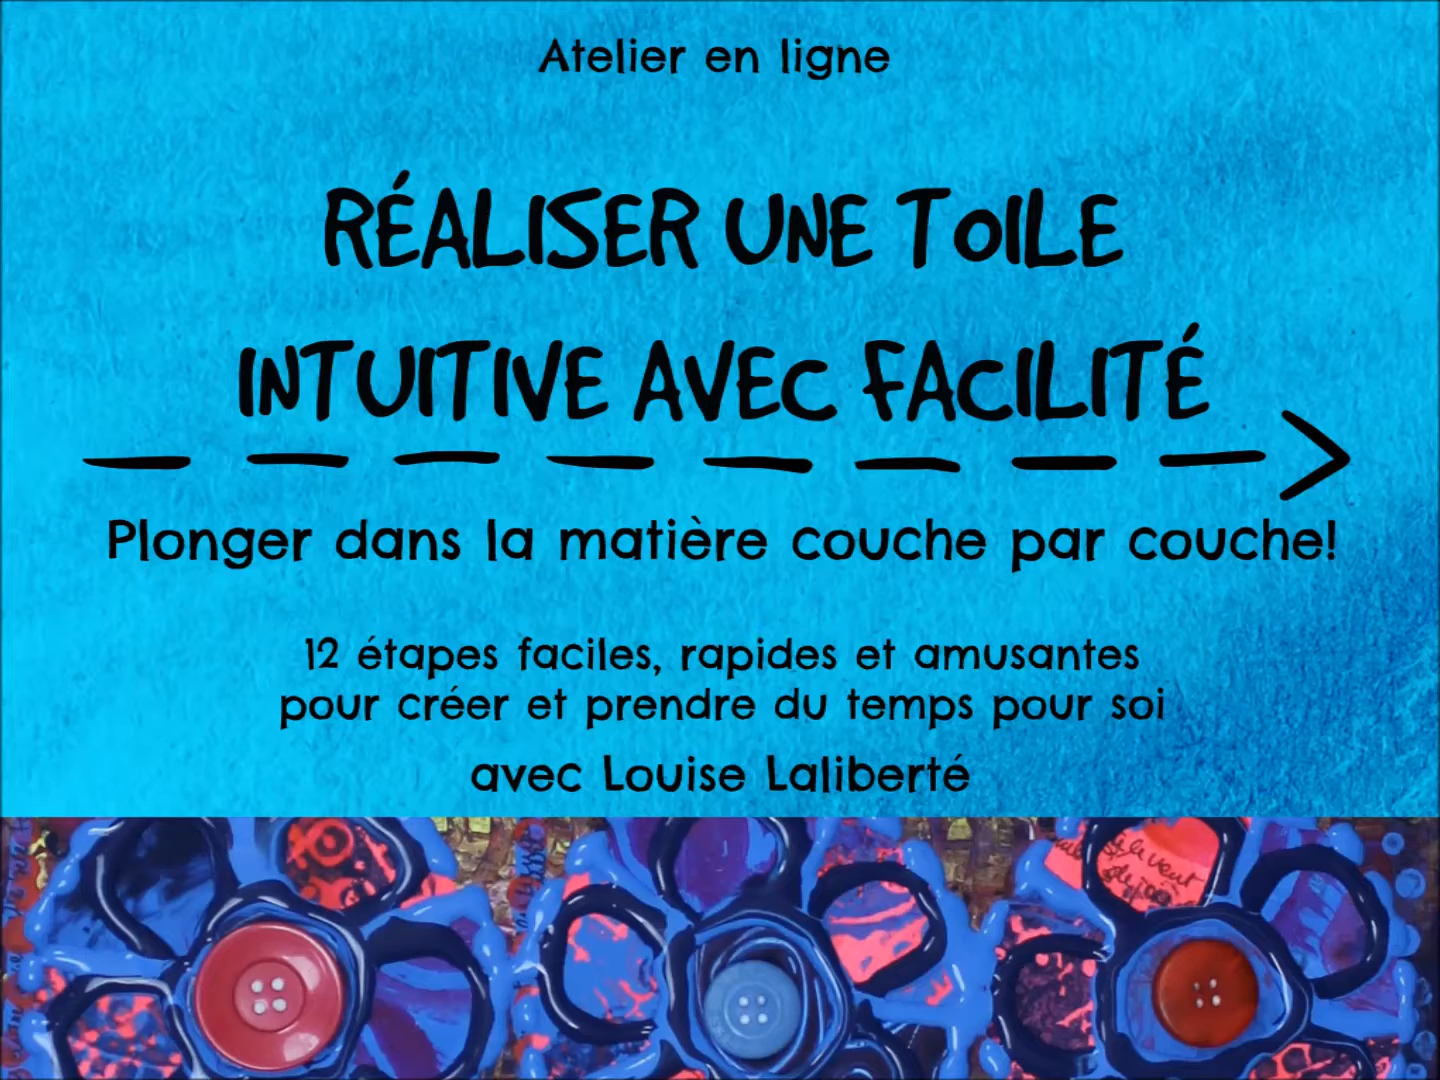 Atelier en ligne
RÉALISER UNE TOILE
INTUITIVE AVEC FACILITÉ
Plonger dans la matière couche par couche!
12 étapes faciles, rapides et amusantes
pour créer et prendre du temps pour soi
avec Louise Laliberté